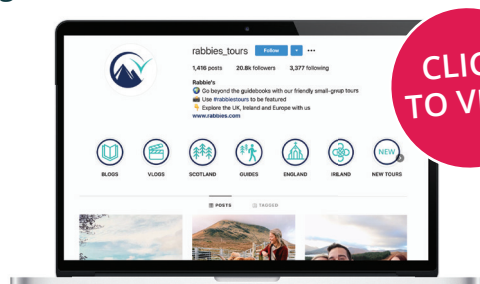 rabbies_tours Follow
1,416 posts 20.8k followers 3,377 following
Rabbie's
Go beyond the guidebooks with our friendly small-group tours
Use #rabbiestours to be featured
Explore the UK, Ireland and Europe with us
www.rabbies.com
BLOGS VLOGS SCOTLAND GUIDES ENGLAND IRELAND NEW TOURS
NEW
POSTS TAGGED
TO